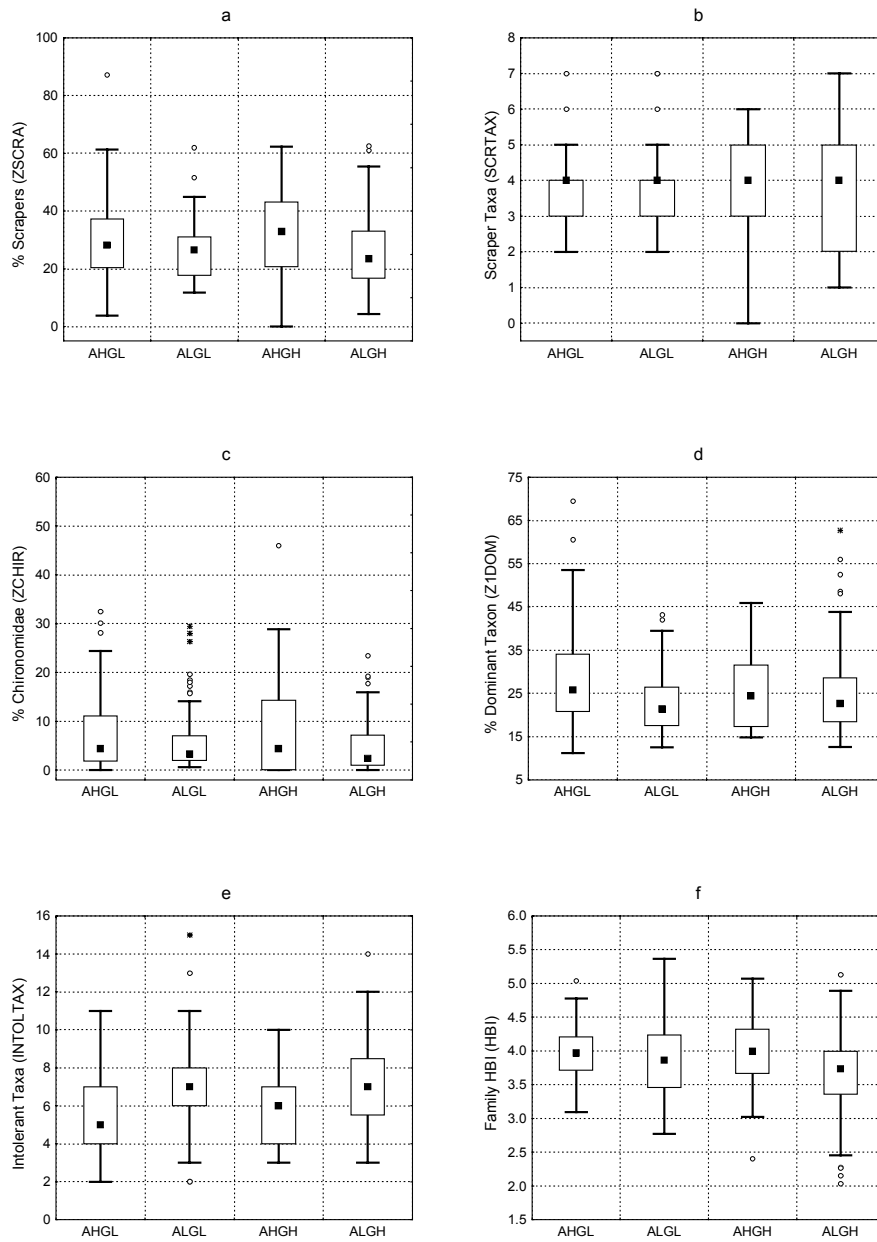 a
100
80
60
40
20
0
% Scrapers (ZSCRA)
AHGL ALGL AHGH ALGH
b
8
7
6
5
4
3
2
1
0
Scraper Taxa (SCRTAX)
AHGL ALGL AHGH ALGH
c
60
50
40
30
20
10
0
% Chironomidae (ZCHIR)
AHGL ALGL AHGH ALGH
d
75
65
55
45
35
25
15
5
% Dominant Taxon (Z1DOM)
AHGL ALGL AHGH ALGH
e
16
14
12
10
8
6
4
2
0
Intolerant Taxa (INTOLTAX)
AHGL ALGL AHGH ALGH
f
6.0
5.5
5.0
4.5
4.0
3.5
3.0
2.5
2.0
1.5
Family HBI (HBI)
AHGL ALGL AHGH ALGH